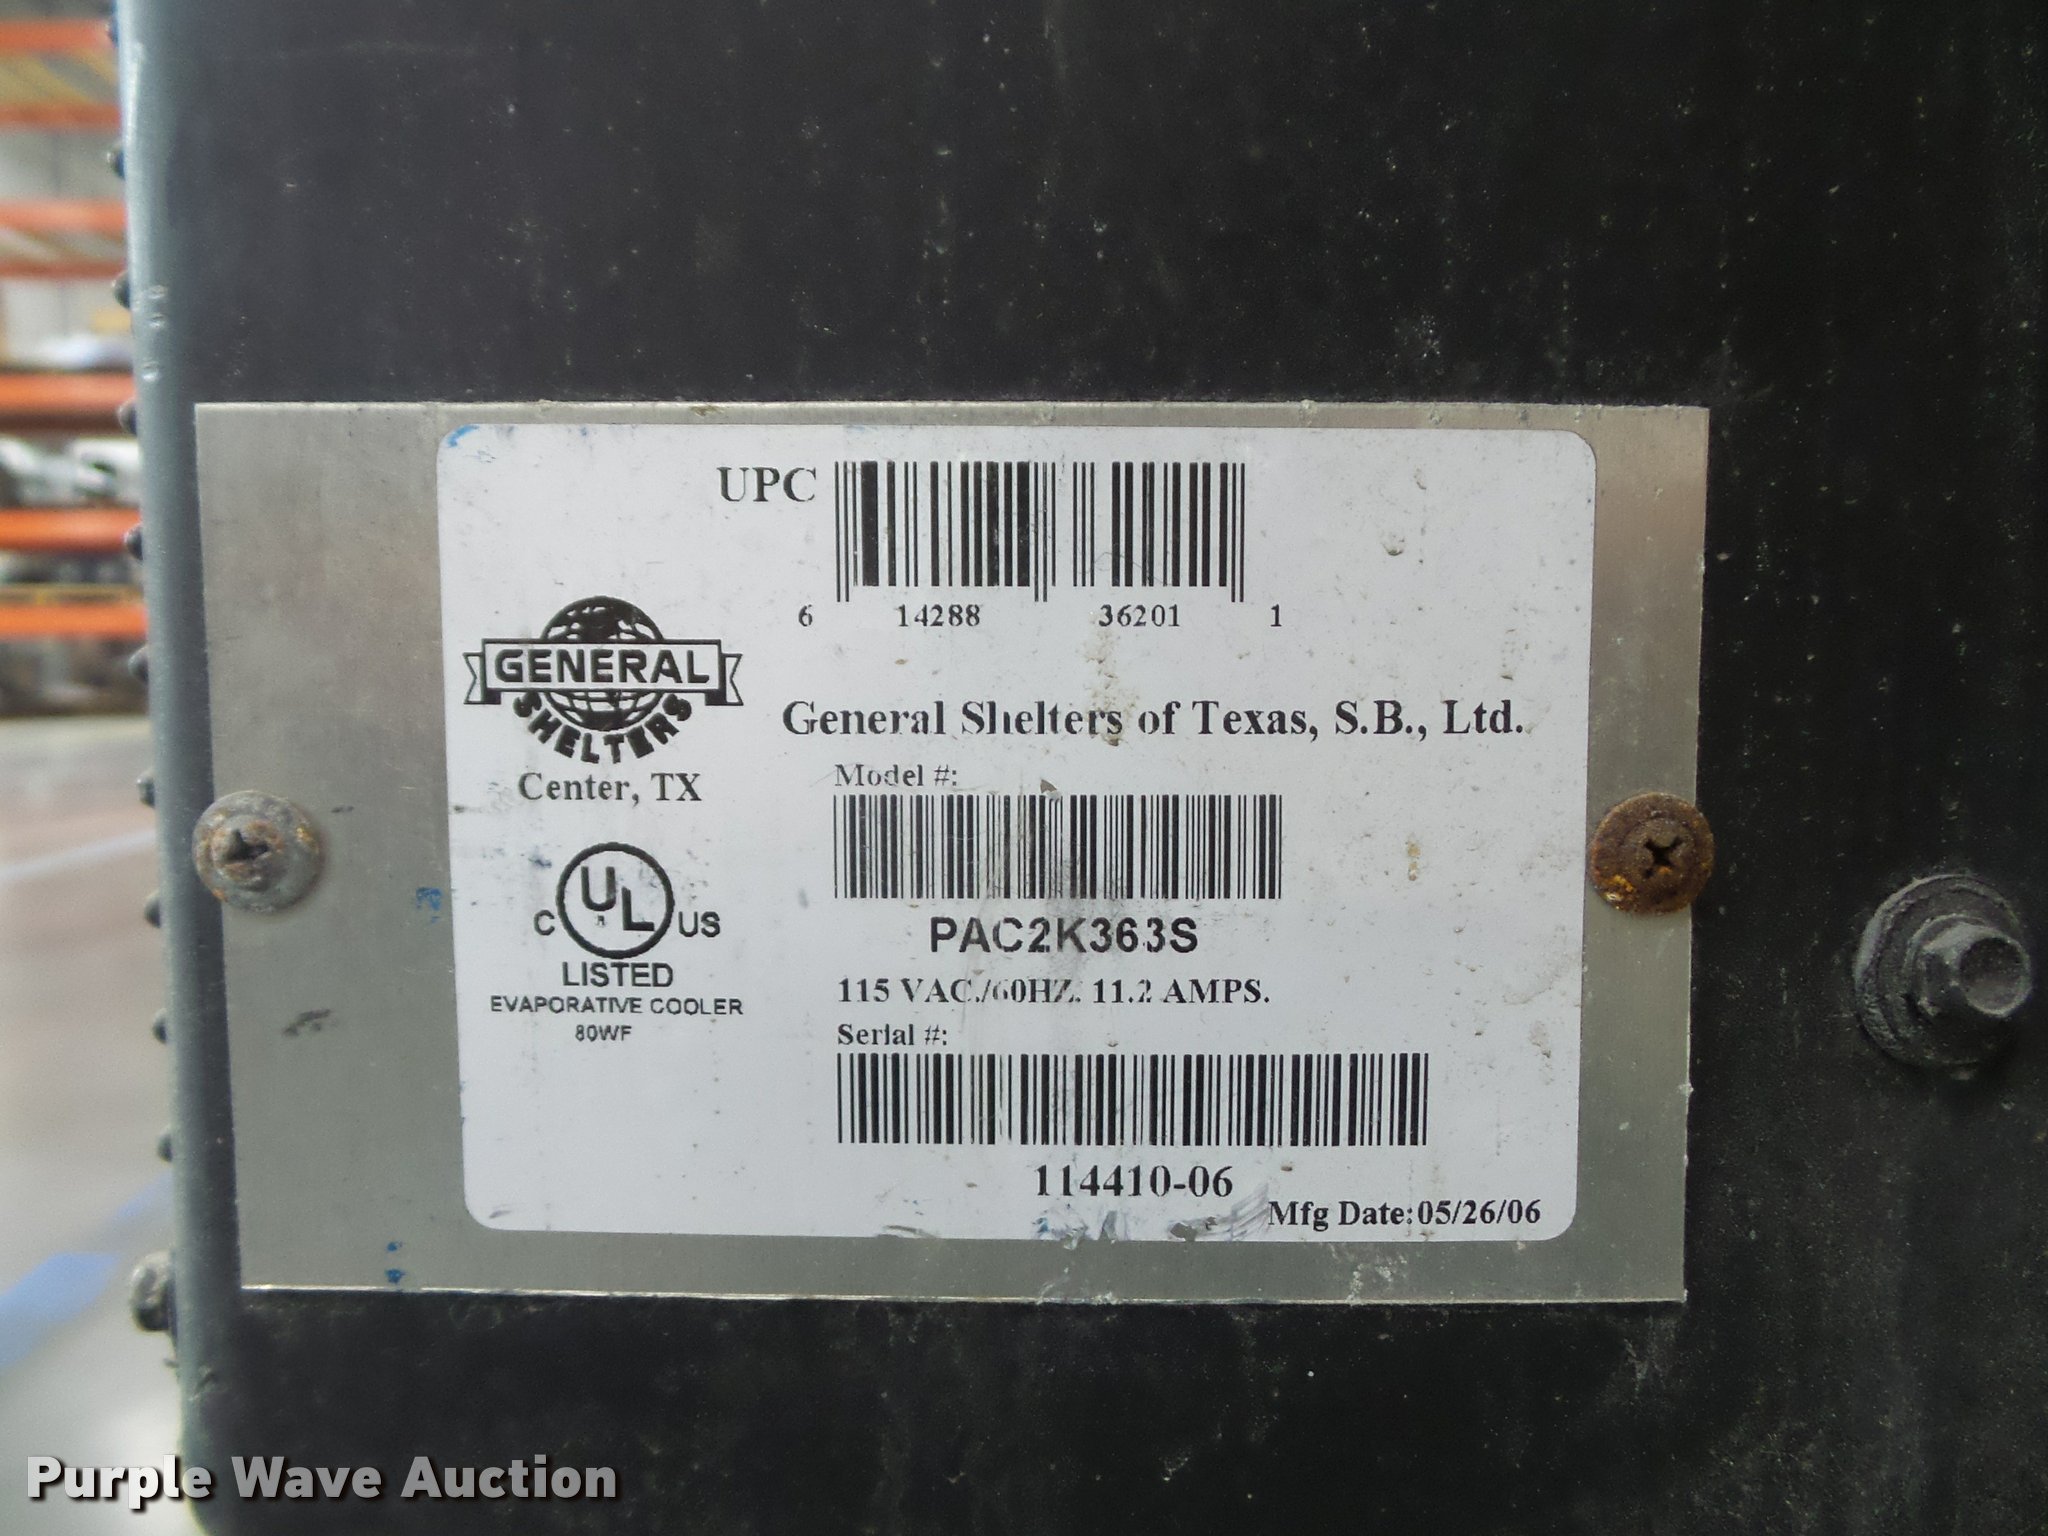 UPC
6 14288 36201 1
GENERAL
SHELTERS
Center, TX
General Shelters of Texas, S.B., Ltd.
Model #:
PAC2K363S
115 VAC./60HZ. 11.2 AMPS.
C UL US
LISTED
EVAPORATIVE COOLER
80WF
Serial #:
114410-06
Mfg Date:05/26/06
Purple Wave Auction